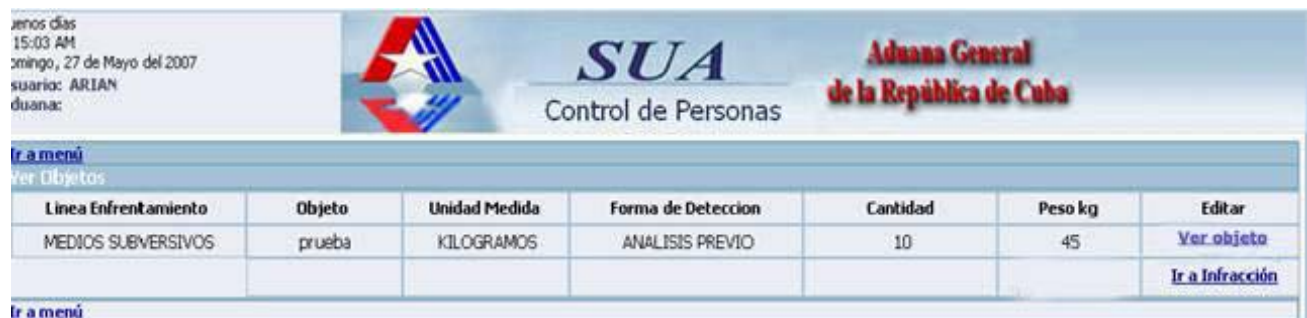 uenos días
15:03 AM
omingo, 27 de Mayo del 2007
suario: ARIAN
duana:
SUA
Control de Personas
Aduana General
de la República de Cuba
Ir a menú
Ver Objetos
Linea Enfrentamiento Objeto Unidad Medida Forma de Deteccion Cantidad Peso kg Editar
MEDIOS SUBVERSIVOS prueba KILOGRAMOS ANALISIS PREVIO 10 45 Ver objeto
Ir a Infracción
Ir a menú